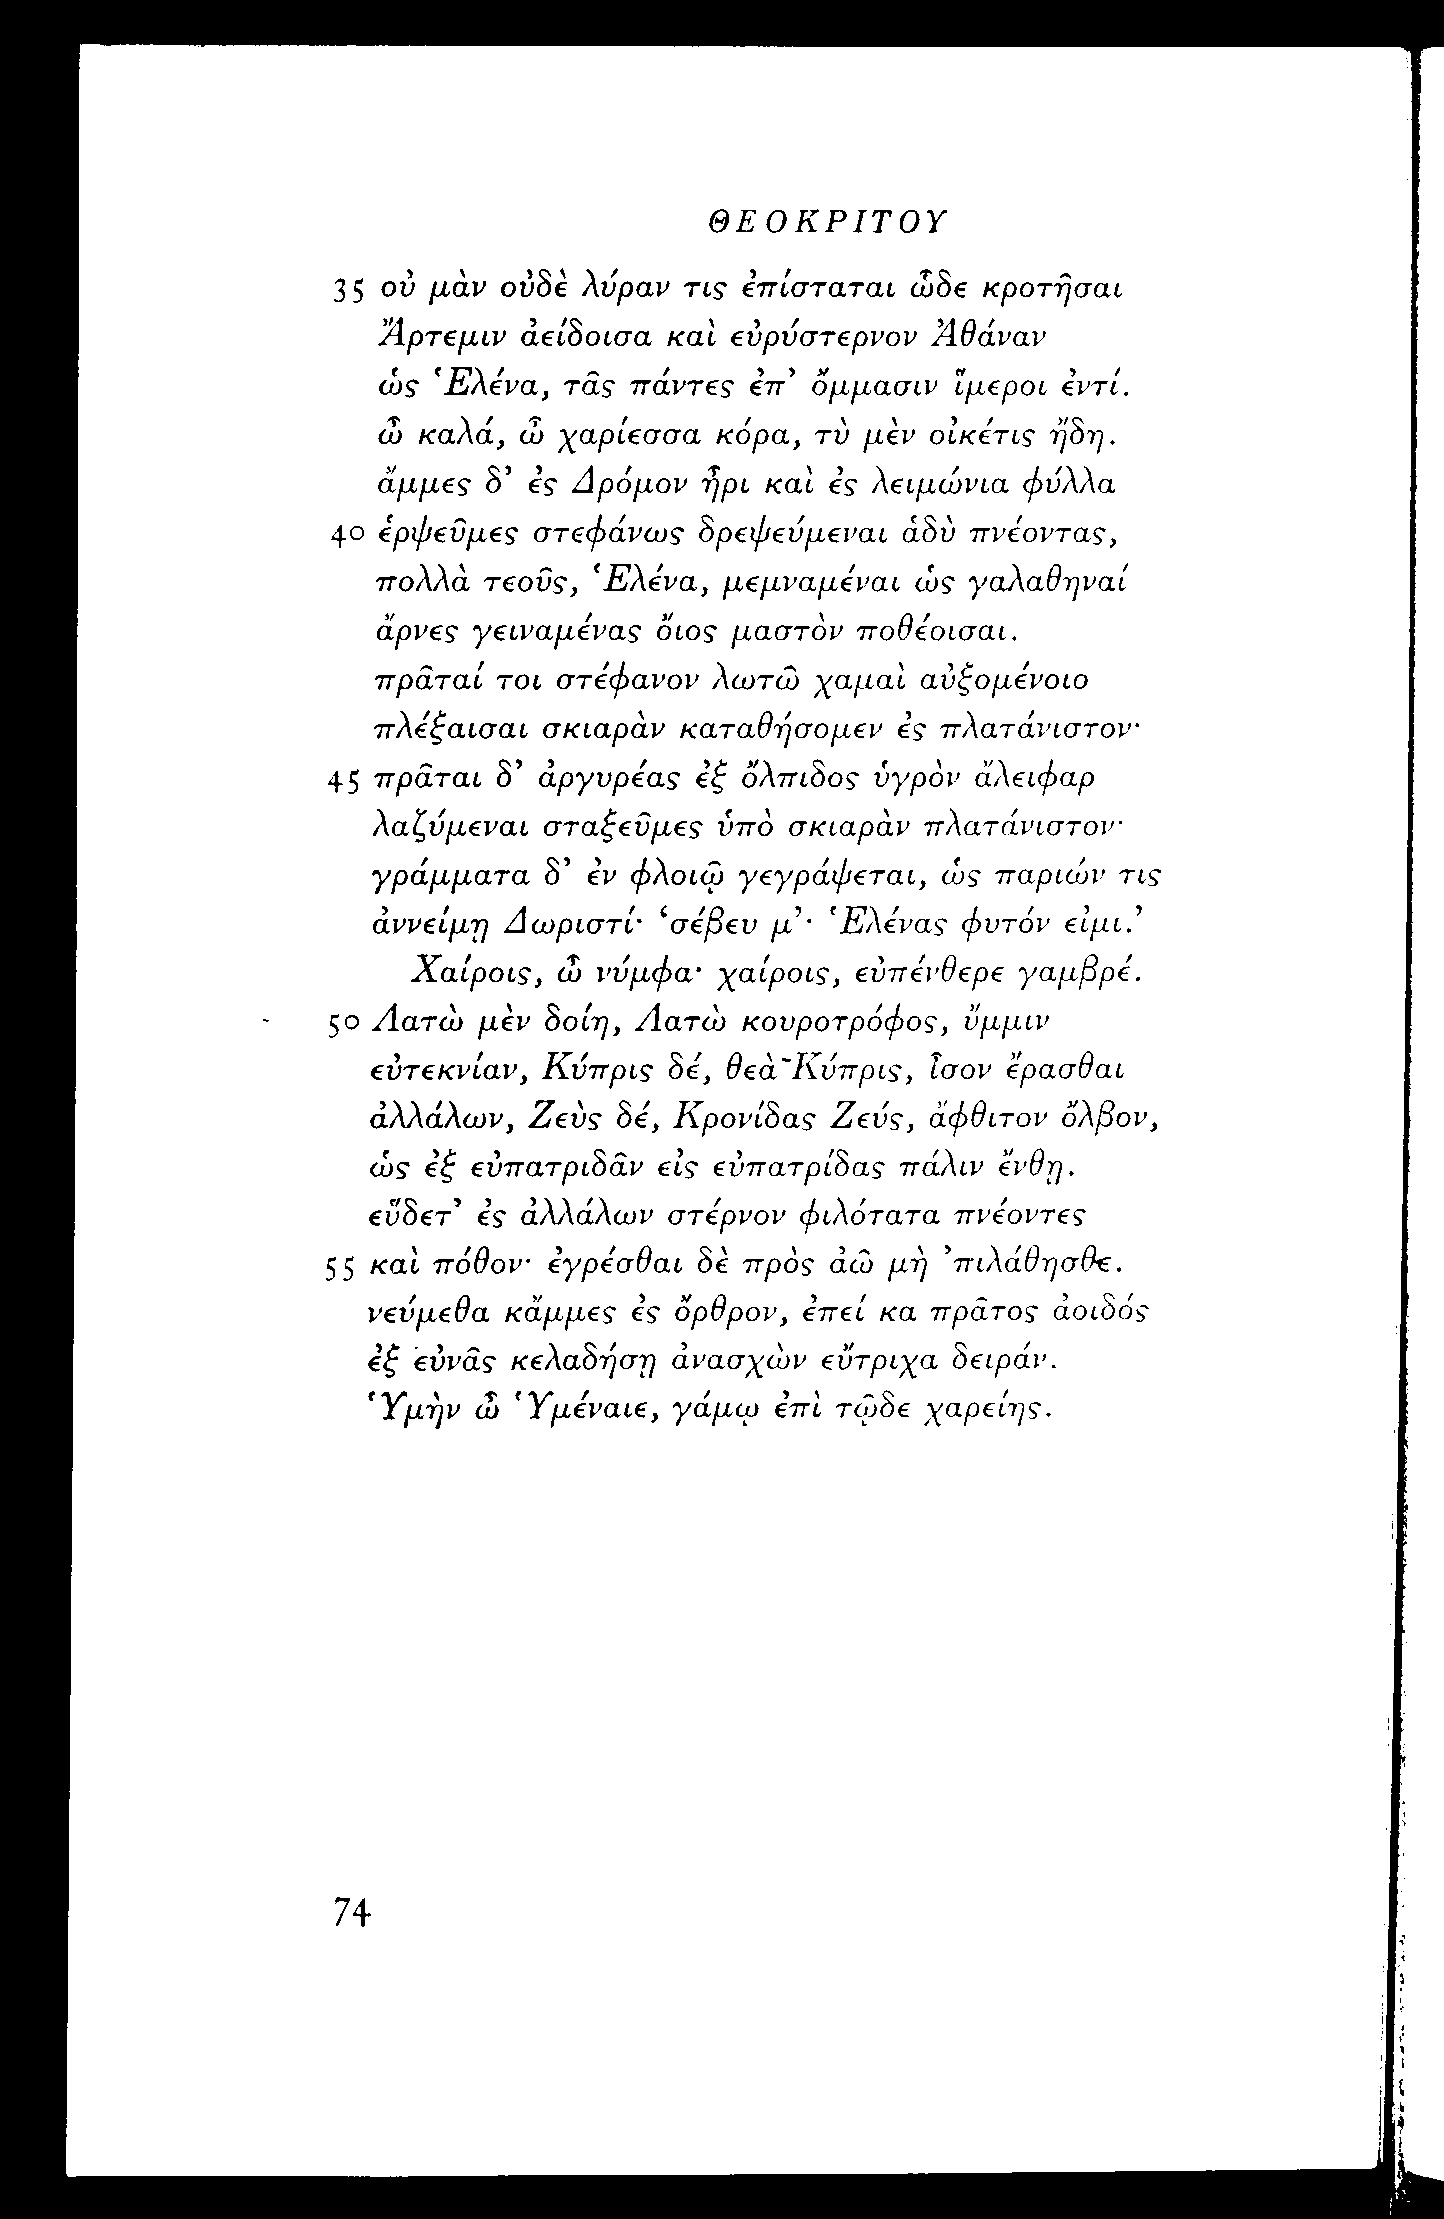 ΘΕΟΚΡΙΤΟΥ
35 οὐ μὰν οὐδὲ λύραν τις ἐπίσταται ὧδε κροτῆσαι
Ἄρτεμιν ἀείδοισα καὶ εὐρύστερνον Ἀθάναν
ὡς Ἑλένα, τᾶς πάντες ἐπ’ ὄμμασιν ἵμεροι ἐντί.
ὦ καλά, ὦ χαρίεσσα κόρα, τὺ μὲν οἰκέτις ἤδη.
ἄμμες δ’ ἐς Δρόμον ἦρι καὶ ἐς λειμώνια φύλλα
40 ἑρψεῦμες στεφάνως δρεψεύμεναι ἁδὺ πνέοντας,
πολλὰ τεοῦς, Ἑλένα, μεμναμέναι ὡς γαλαθηναί
ἄρνες γειναμένας ὄιος μαστὸν ποθέοισαι.
πρᾶταί τοι στέφανον λωτῶ χαμαὶ αὐξομένοιο
πλέξαισαι σκιαρὰν καταθήσομεν ἐς πλατάνιστον·
45 πρᾶται δ’ ἀργυρέας ἐξ ὄλπιδος ὑγρὸν ἄλειφαρ
λαζύμεναι σταξεῦμες ὑπὸ σκιαρὰν πλατάνιστον·
γράμματα δ’ ἐν φλοιῷ γεγράψεται, ὡς παριών τις
ἀννείμῃ Δωριστί· ‘σέβευ μ’· Ἑλένας φυτόν εἰμι.’
Χαίροις, ὦ νύμφα· χαίροις, εὐπένθερε γαμβρέ.
50 Λατὼ μὲν δοίη, Λατὼ κουροτρόφος, ὔμμιν
εὐτεκνίαν, Κύπρις δέ, θεὰ Κύπρις, ἶσον ἔρασθαι
ἀλλάλων, Ζεὺς δέ, Κρονίδας Ζεύς, ἄφθιτον ὄλβον,
ὡς ἐξ εὐπατριδᾶν εἰς εὐπατρίδας πάλιν ἔνθῃ.
εὕδετ’ ἐς ἀλλάλων στέρνον φιλότατα πνέοντες
55 καὶ πόθον· ἐγρέσθαι δὲ πρὸς ἀῶ μὴ ’πιλάθησθε.
νεύμεθα κἄμμες ἐς ὄρθρον, ἐπεί κα πρᾶτος ἀοιδός
ἐξ εὐνᾶς κελαδήσῃ ἀνασχὼν εὔτριχα δειράν.
Ὑμὴν ὦ Ὑμέναιε, γάμῳ ἐπὶ τῷδε χαρείης.
74